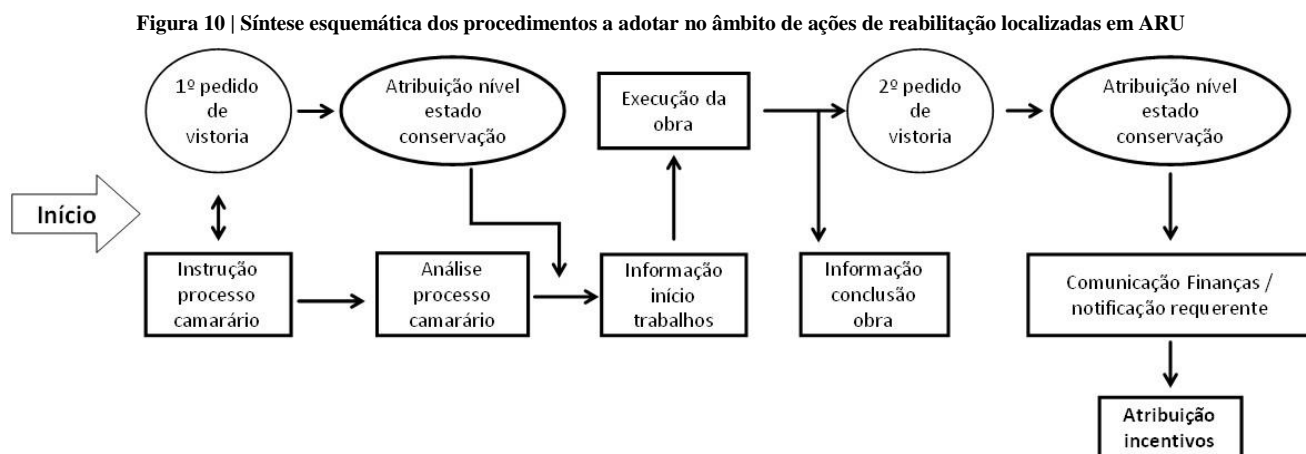 Figura 10 | Síntese esquemática dos procedimentos a adotar no âmbito de ações de reabilitação localizadas em ARU
Início
1º pedido
de
vistoria
Atribuição nível
estado
conservação
Instrução
processo
camarário
Análise
processo
camarário
Informação
início
trabalhos
Execução da
obra
Informação
conclusão
obra
2º pedido
de
vistoria
Atribuição nível
estado
conservação
Comunicação Finanças /
notificação requerente
Atribuição
incentivos